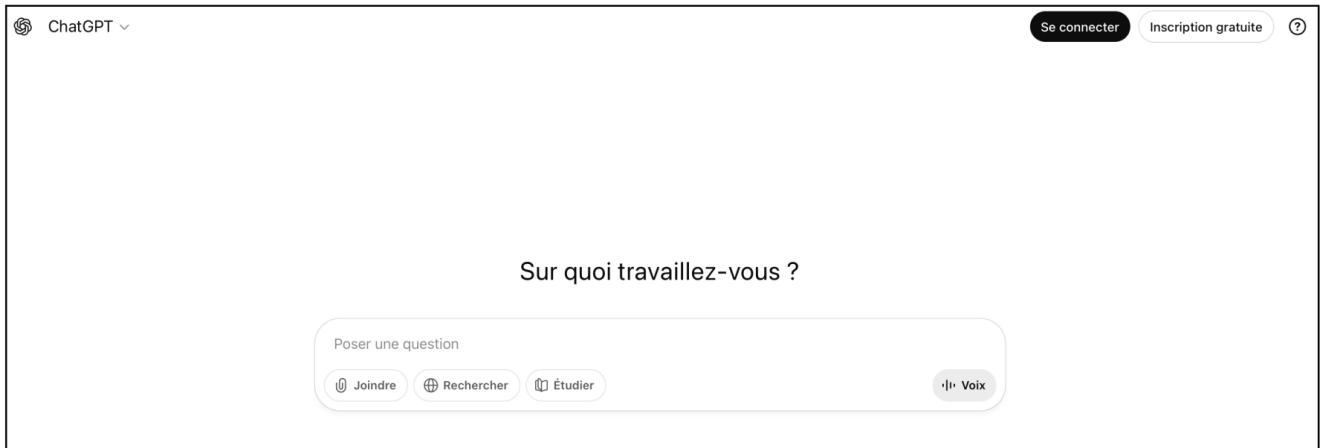 ChatGPT
Se connecter
Inscription gratuite
?
Sur quoi travaillez-vous ?
Poser une question
Joindre
Rechercher
Étudier
Voix